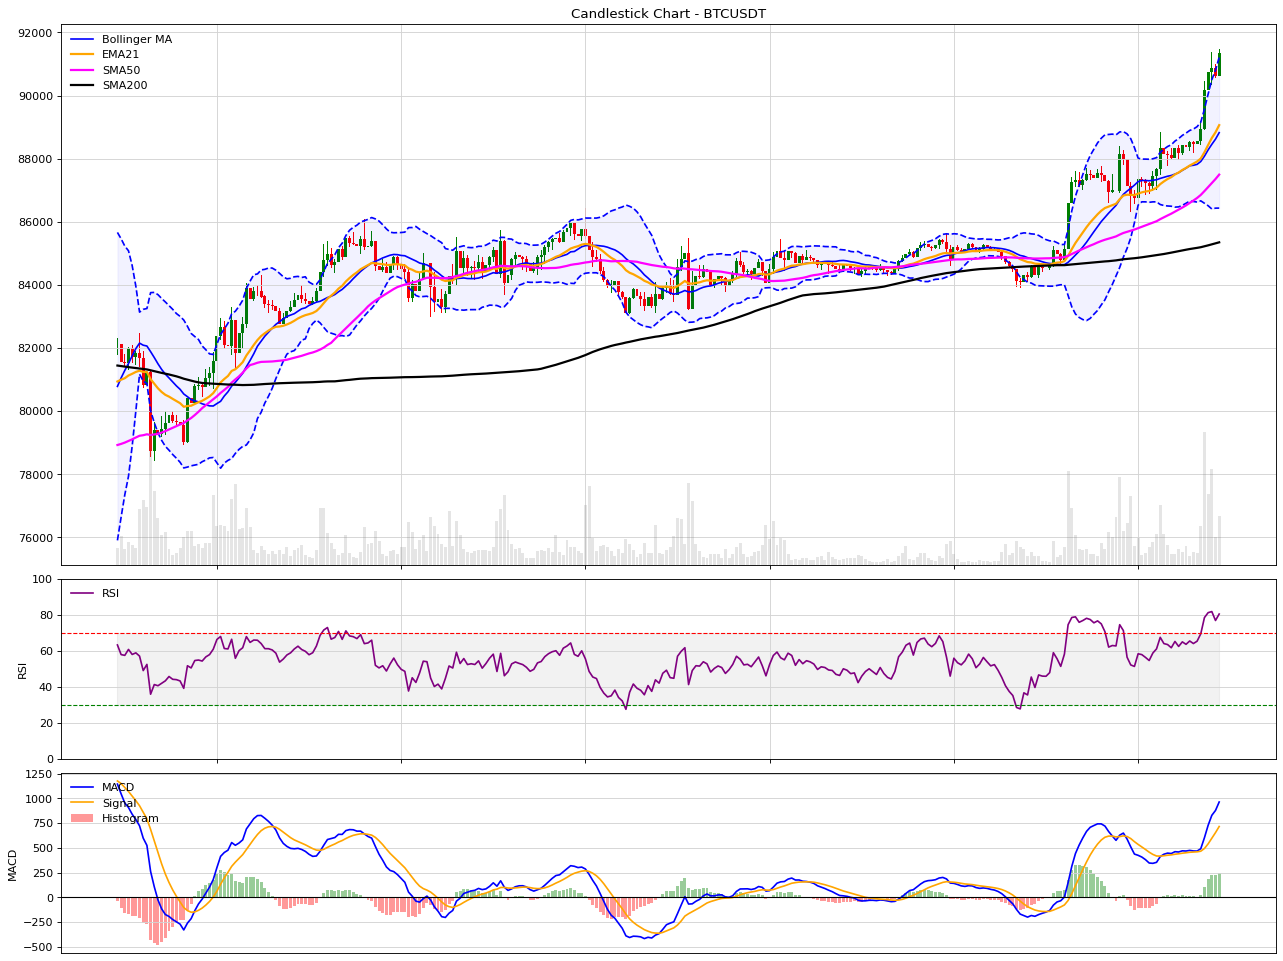 Candlestick Chart - BTCUSDT
92000
90000
88000
86000
84000
82000
80000
78000
76000
Bollinger MA
EMA21
SMA50
SMA200
100
80
60
40
20
0
RSI
RSI
1250
1000
750
500
250
0
−250
−500
MACD
MACD
Signal
Histogram